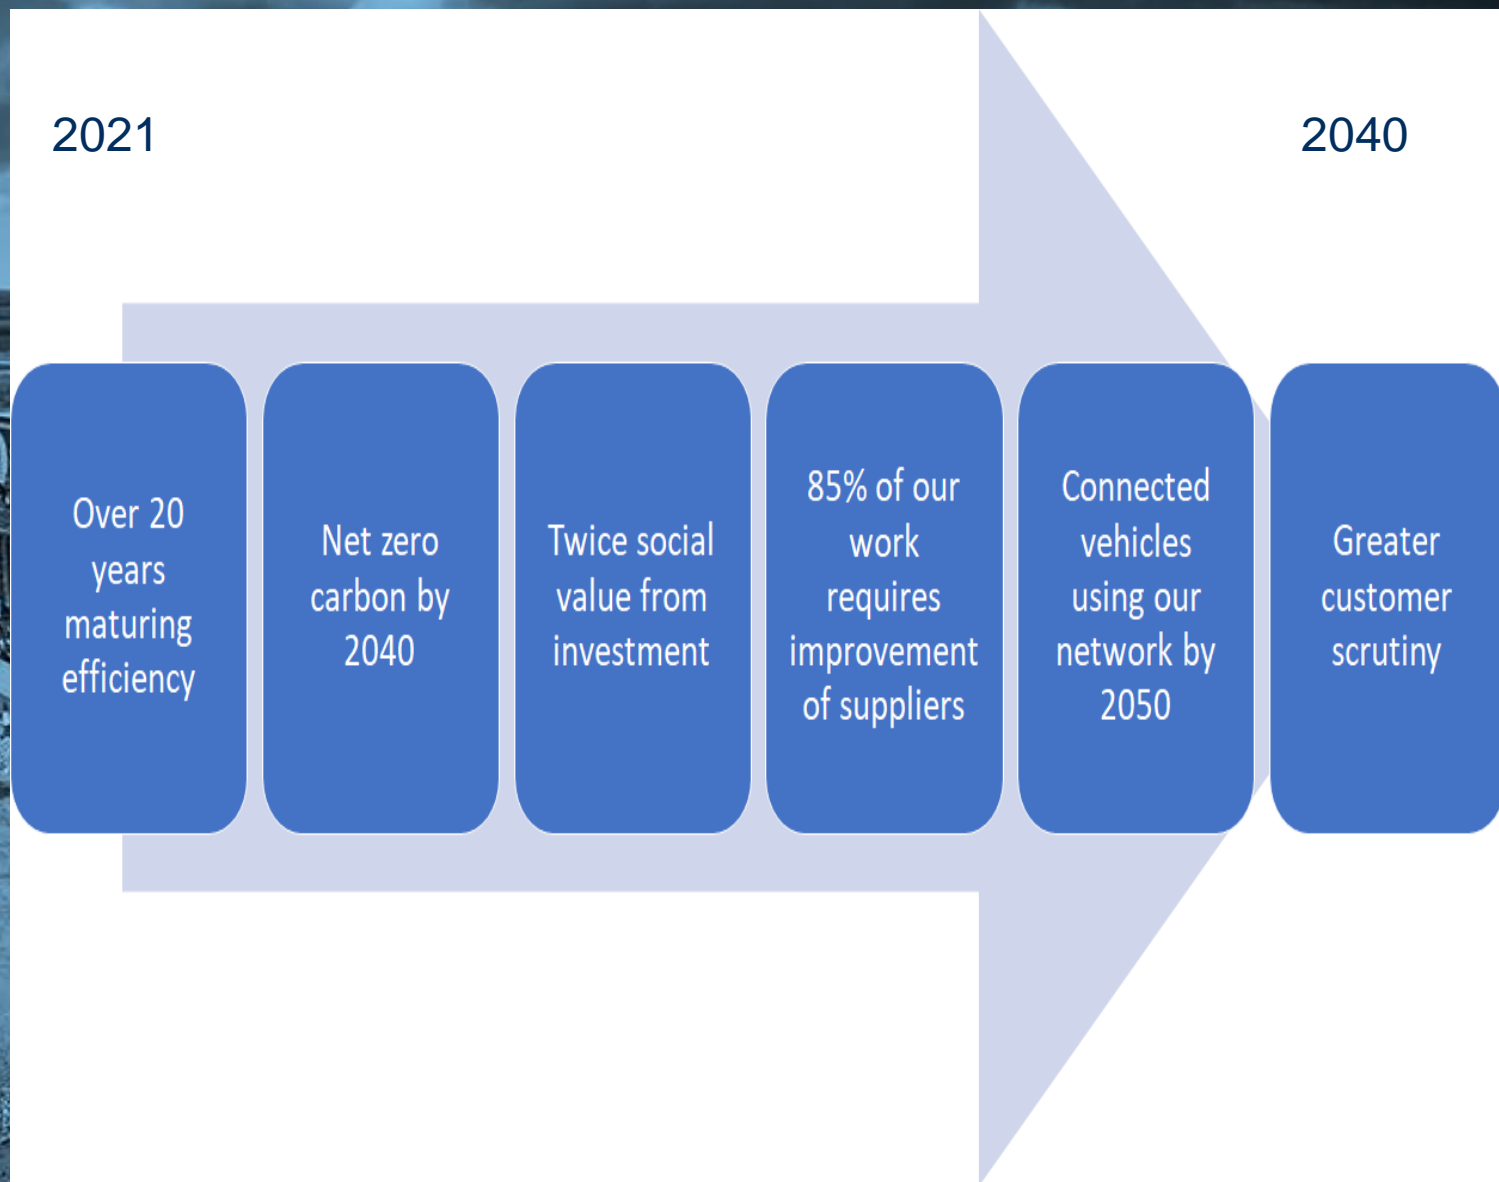 2021
2040
Over 20
years
maturing
efficiency
Net zero
carbon by
2040
Twice social
value from
investment
85% of our
work
requires
improvement
of suppliers
Connected
vehicles
using our
network by
2050
Greater
customer
scrutiny